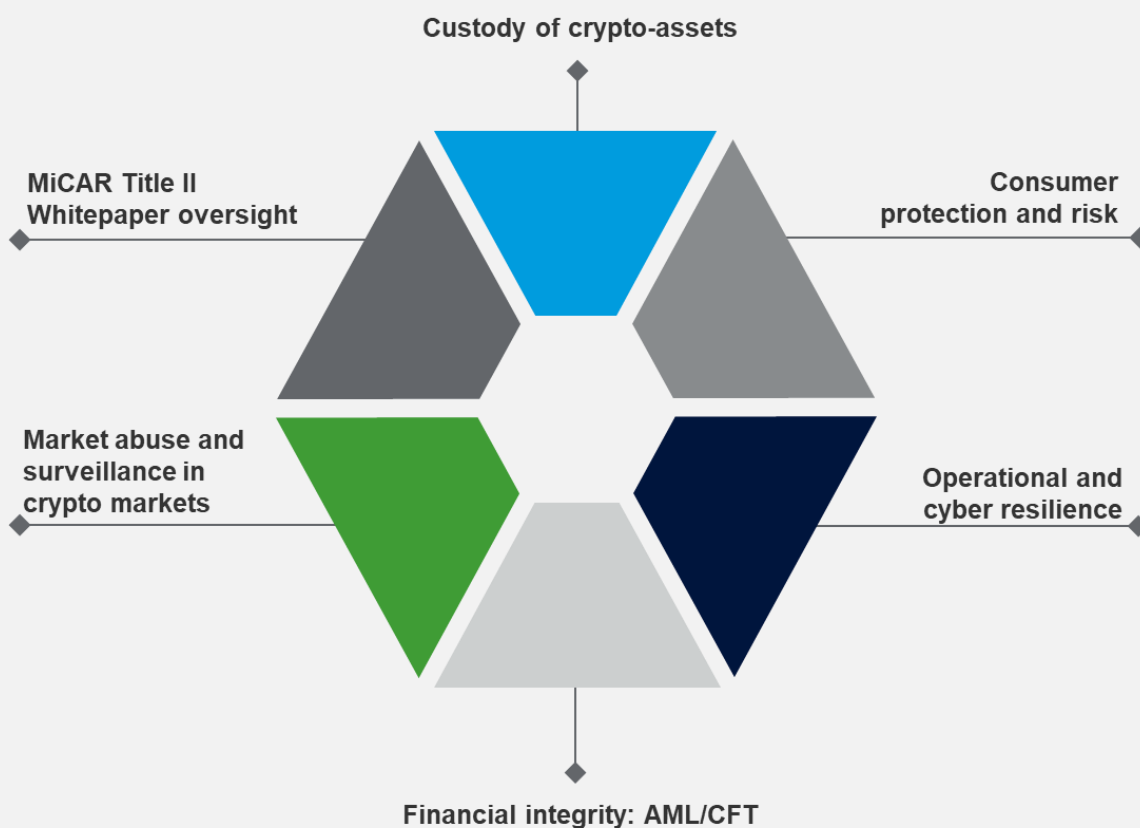 Custody of crypto-assets
MiCAR Title II
Whitepaper oversight
Consumer
protection and risk
Market abuse and
surveillance in
crypto markets
Operational and
cyber resilience
Financial integrity: AML/CFT